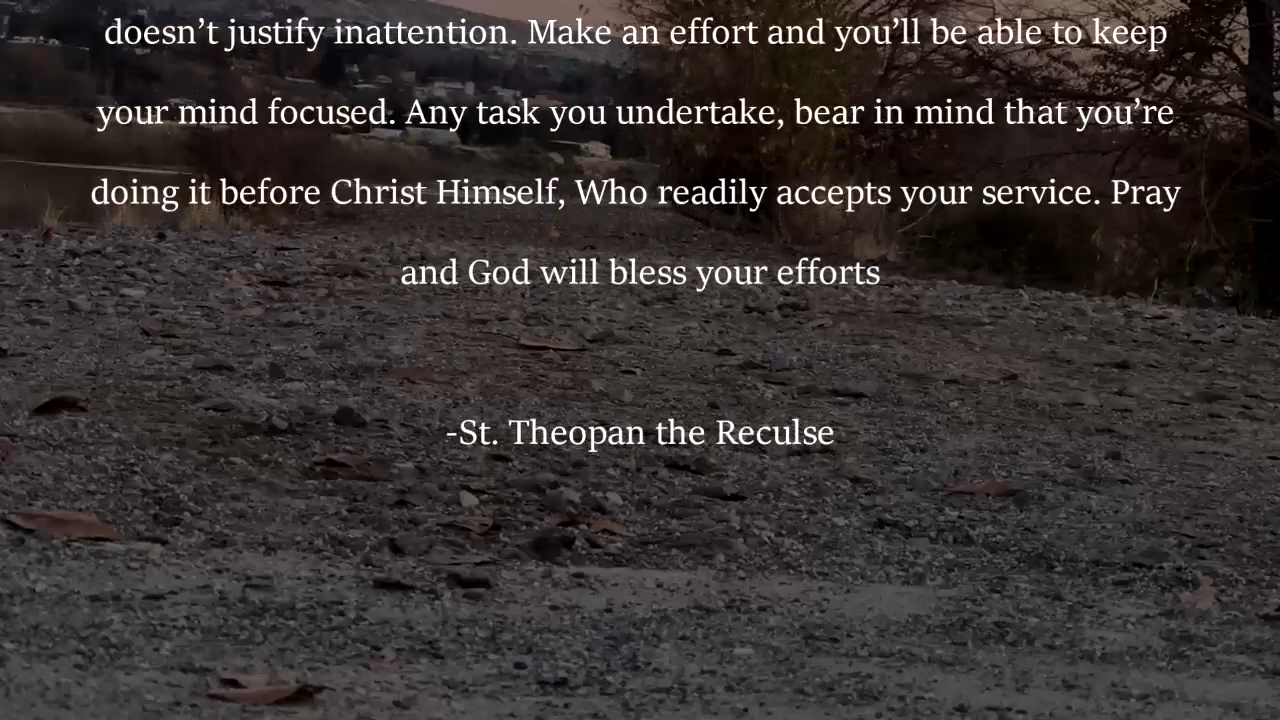 doesn’t justify inattention. Make an effort and you’ll be able to keep
your mind focused. Any task you undertake, bear in mind that you’re
doing it before Christ Himself, Who readily accepts your service. Pray
and God will bless your efforts
-St. Theopan the Reculse